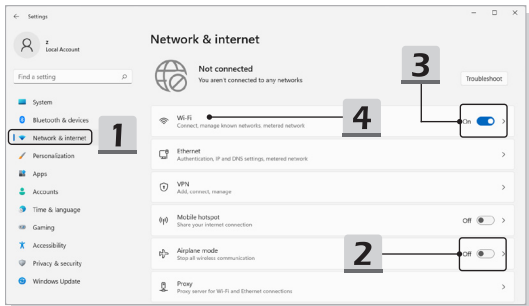 Settings
z
Local Account
Find a setting
System
Bluetooth & devices
Network & internet
Personalization
Apps
Accounts
Time & language
Gaming
Accessibility
Privacy & security
Windows Update
1
Network & internet
Not connected
You aren't connected to any networks
Troubleshoot
3
Wi-Fi
Connect, manage known networks, metered network
4
On
Ethernet
Authentication, IP and DNS settings, metered network
VPN
Add, connect, manage
Mobile hotspot
Share your internet connection
Off
Airplane mode
Stop all wireless communication
2
Off
Proxy
Proxy server for Wi-Fi and Ethernet connections